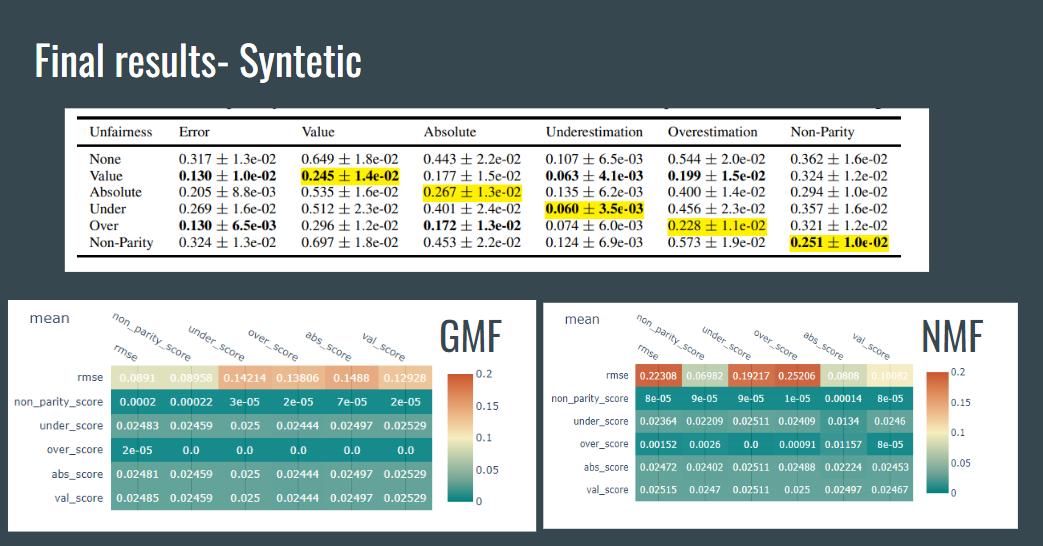 Final results- Syntetic
Unfairness Error Value Absolute Underestimation Overestimation Non-Parity
None 0.317 ± 1.3e-02 0.649 ± 1.8e-02 0.443 ± 2.2e-02 0.107 ± 6.5e-03 0.544 ± 2.0e-02 0.362 ± 1.6e-02
Value 0.130 ± 1.0e-02 0.245 ± 1.4e-02 0.177 ± 1.5e-02 0.063 ± 4.1e-03 0.199 ± 1.5e-02 0.324 ± 1.2e-02
Absolute 0.205 ± 8.8e-03 0.535 ± 1.6e-02 0.267 ± 1.3e-02 0.135 ± 6.2e-03 0.400 ± 1.4e-02 0.294 ± 1.0e-02
Under 0.269 ± 1.6e-02 0.512 ± 2.3e-02 0.401 ± 2.4e-02 0.060 ± 3.5e-03 0.456 ± 2.3e-02 0.357 ± 1.6e-02
Over 0.130 ± 6.5e-03 0.296 ± 1.2e-02 0.172 ± 1.3e-02 0.074 ± 6.0e-03 0.228 ± 1.1e-02 0.321 ± 1.2e-02
Non-Parity 0.324 ± 1.3e-02 0.697 ± 1.8e-02 0.453 ± 2.2e-02 0.124 ± 6.9e-03 0.573 ± 1.9e-02 0.251 ± 1.0e-02
mean
GMF
rmse non_parity_score under_score over_score abs_score val_score
rmse 0.0891 0.08958 0.14214 0.13806 0.1488 0.12928
non_parity_score 0.0002 0.00022 3e-05 2e-05 7e-05 2e-05
under_score 0.02483 0.02459 0.025 0.02444 0.02497 0.02529
over_score 2e-05 0.0 0.0 0.0 0.0 0.0
abs_score 0.02481 0.02459 0.025 0.02444 0.02497 0.02529
val_score 0.02485 0.02459 0.025 0.02444 0.02497 0.02529
0.2
0.15
0.1
0.05
0
mean
NMF
rmse non_parity_score under_score over_score abs_score val_score
rmse 0.22308 0.06982 0.19217 0.25206 0.0808
non_parity_score 8e-05 9e-05 9e-05 1e-05 0.00014 8e-05
under_score 0.02364 0.02209 0.02511 0.02409 0.0134 0.0246
over_score 0.00152 0.0026 0.0 0.00091 0.01157 8e-05
abs_score 0.02472 0.02402 0.02511 0.02488 0.02224 0.02453
val_score 0.02515 0.0247 0.02511 0.025 0.02497 0.02467
0.2
0.15
0.1
0.05
0